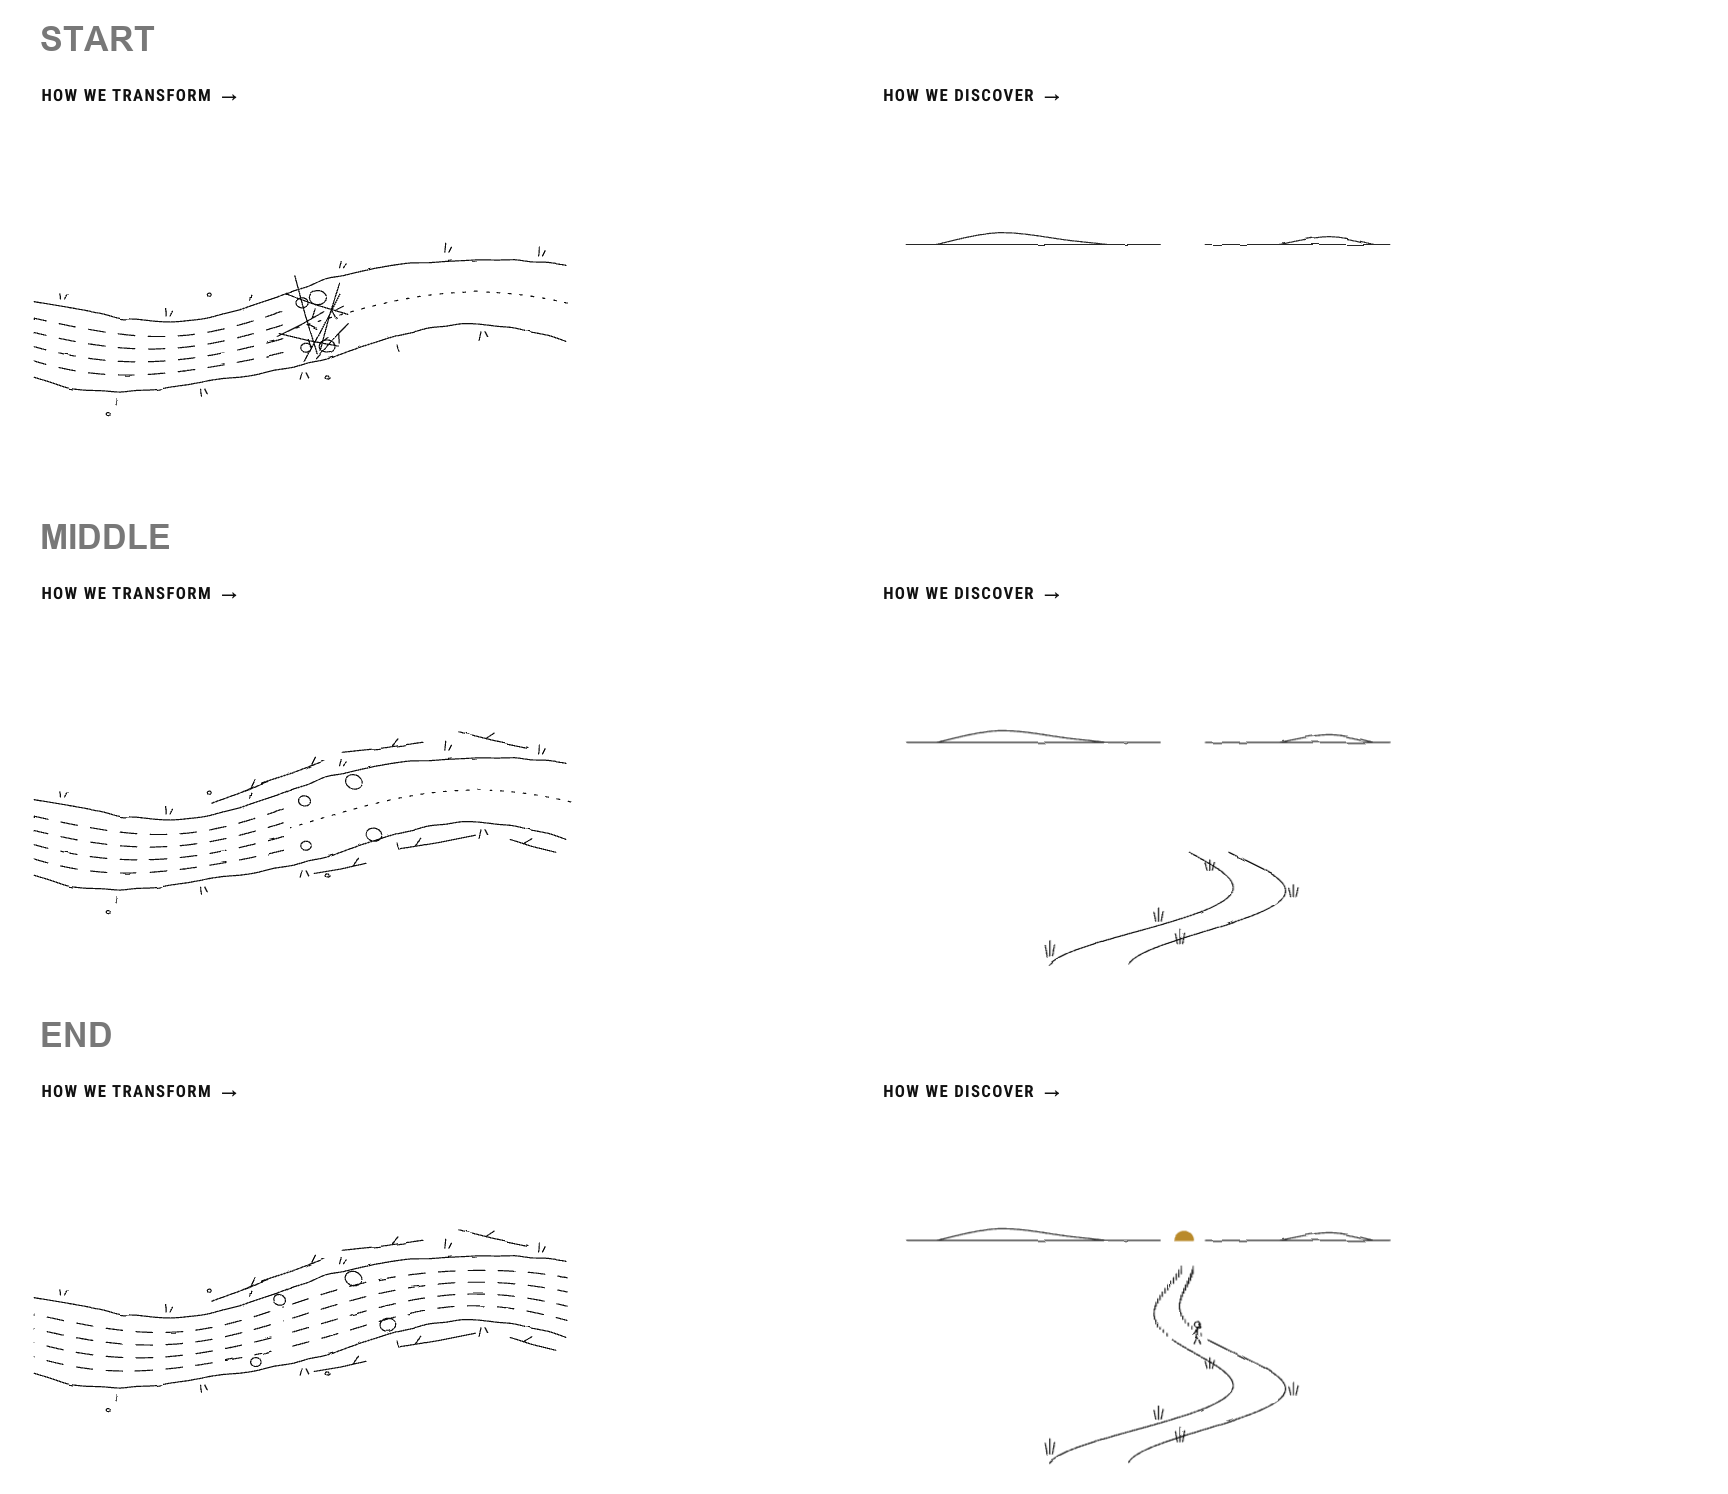 START
HOW WE TRANSFORM →
HOW WE DISCOVER →
MIDDLE
HOW WE TRANSFORM →
HOW WE DISCOVER →
END
HOW WE TRANSFORM →
HOW WE DISCOVER →